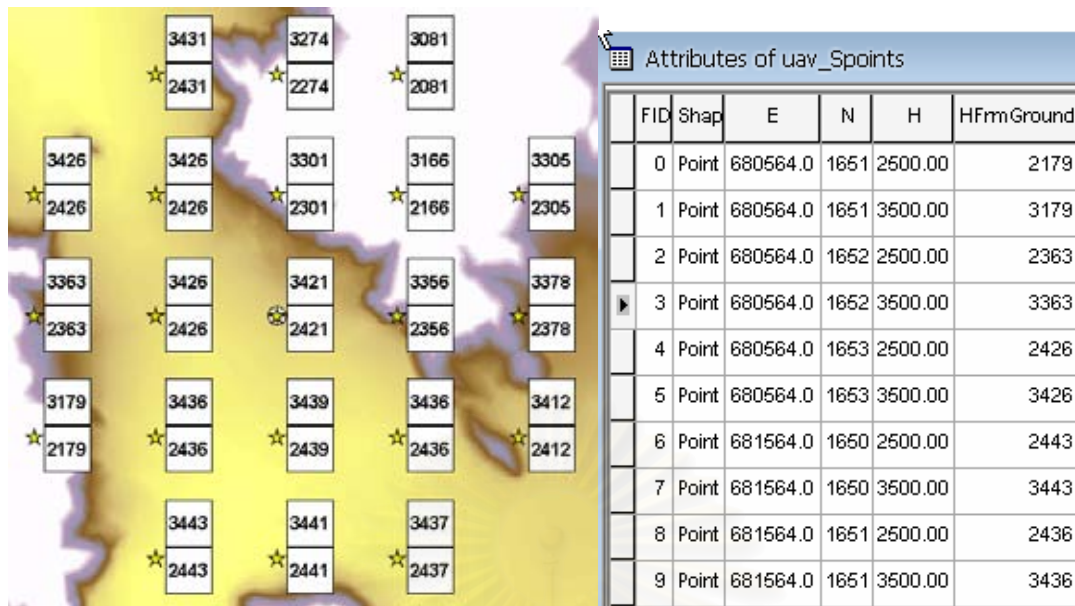 3431 3274 3081
2431 2274 2081
3426 3426 3301 3166 3305
2426 2426 2301 2166 2305
3363 3426 3421 3356 3378
2363 2426 2421 2356 2378
3179 3436 3439 3436 3412
2179 2436 2439 2436 2412
3443 3441 3437
2443 2441 2437
Attributes of uav_Spoints
FID Shap E N H HFrmGround
0 Point 680564.0 1651 2500.00 2179
1 Point 680564.0 1651 3500.00 3179
2 Point 680564.0 1652 2500.00 2363
3 Point 680564.0 1652 3500.00 3363
4 Point 680564.0 1653 2500.00 2426
5 Point 680564.0 1653 3500.00 3426
6 Point 681564.0 1650 2500.00 2443
7 Point 681564.0 1650 3500.00 3443
8 Point 681564.0 1651 2500.00 2436
9 Point 681564.0 1651 3500.00 3436